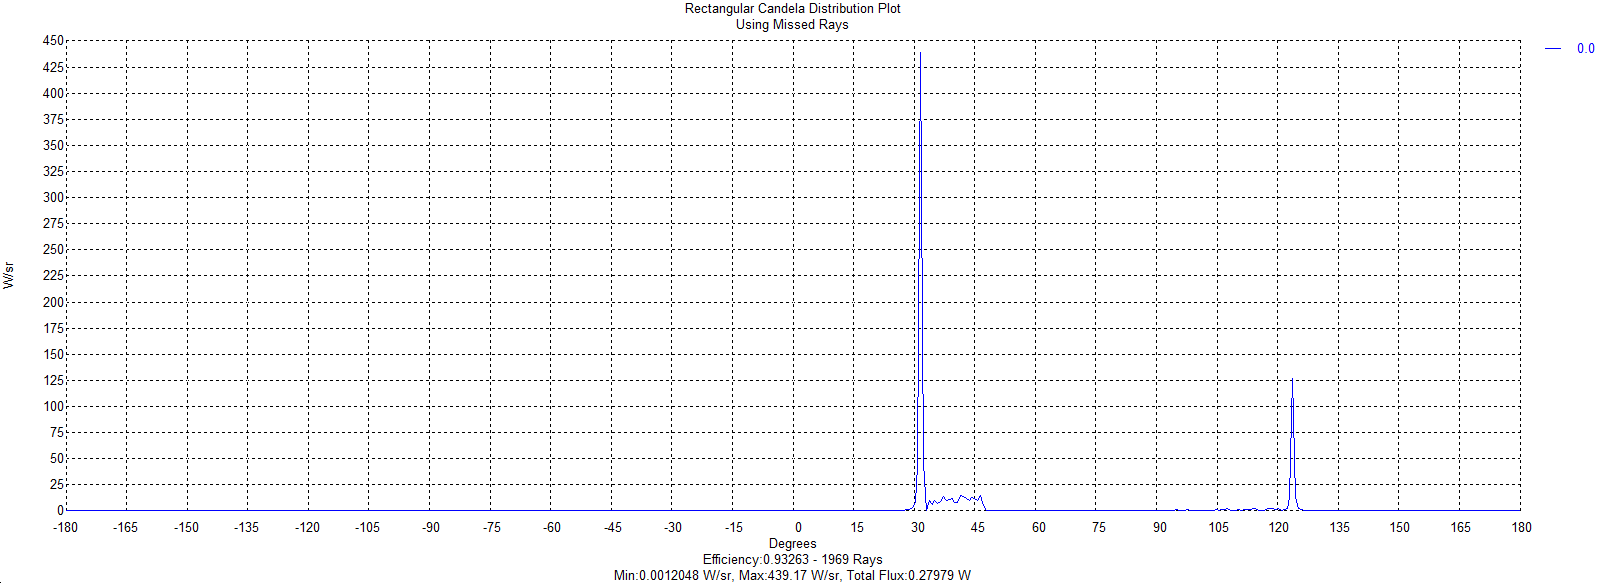 Rectangular Candela Distribution Plot
Using Missed Rays
0.0
450
425
400
375
350
325
300
275
250
225
200
175
150
125
100
75
50
25
0
W/sr
-180 -165 -150 -135 -120 -105 -90 -75 -60 -45 -30 -15 0 15 30 45 60 75 90 105 120 135 150 165 180
Degrees
Efficiency:0.93263 - 1969 Rays
Min:0.0012048 W/sr, Max:439.17 W/sr, Total Flux:0.27979 W